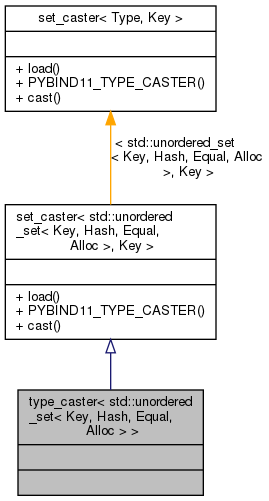 set_caster< Type, Key >
+ load()
+ PYBIND11_TYPE_CASTER()
+ cast()
< std::unordered_set
< Key, Hash, Equal, Alloc
>, Key >
set_caster< std::unordered
_set< Key, Hash, Equal,
Alloc >, Key >
+ load()
+ PYBIND11_TYPE_CASTER()
+ cast()
type_caster< std::unordered
_set< Key, Hash, Equal,
Alloc > >